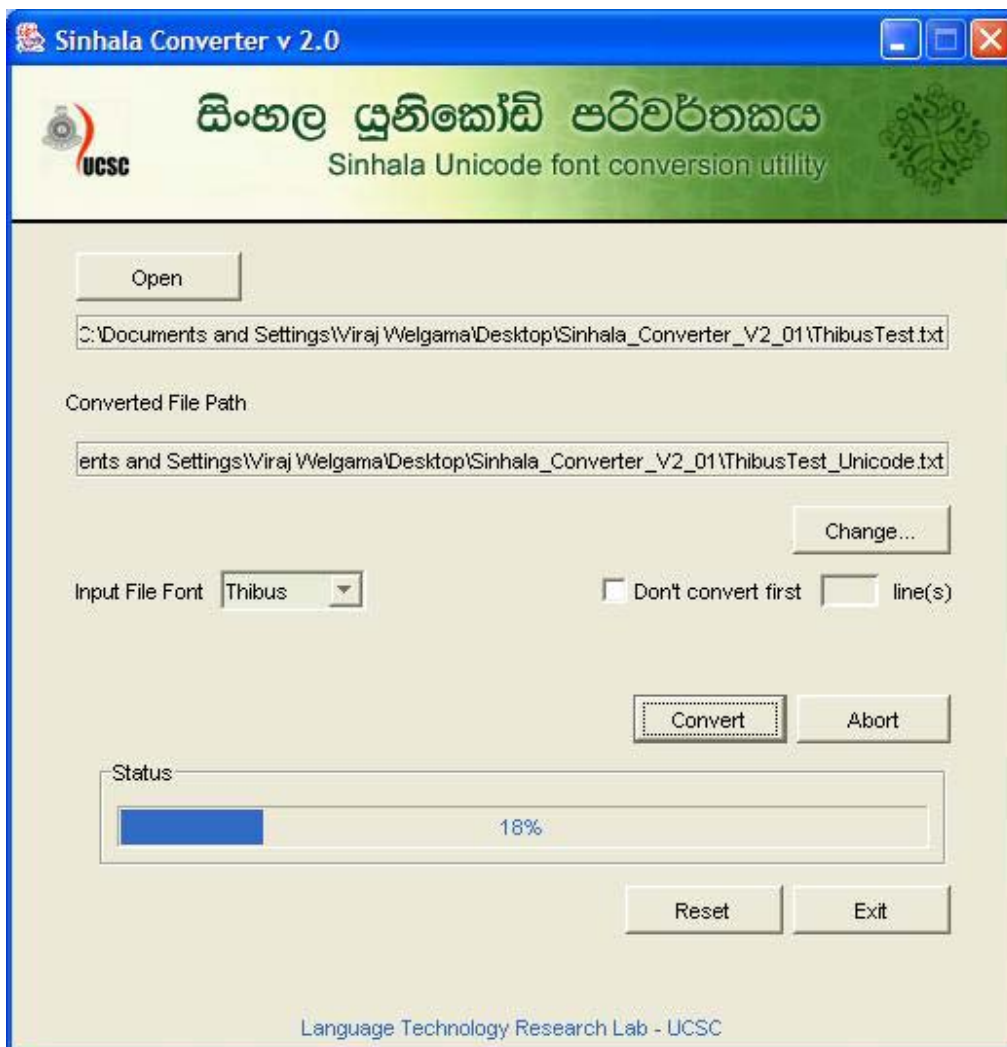 Sinhala Converter v 2.0
සිංහල යුනිකෝඩ් පරිවර්තකය
UCSC
Sinhala Unicode font conversion utility
Open
C:\Documents and Settings\Viraj Welgama\Desktop\Sinhala_Converter_V2_01\ThibusTest.txt
Converted File Path
ents and Settings\Viraj Welgama\Desktop\Sinhala_Converter_V2_01\ThibusTest_Unicode.txt
Change...
Input File Font Thibus Don't convert first line(s)
Convert Abort
Status
18%
Reset Exit
Language Technology Research Lab - UCSC